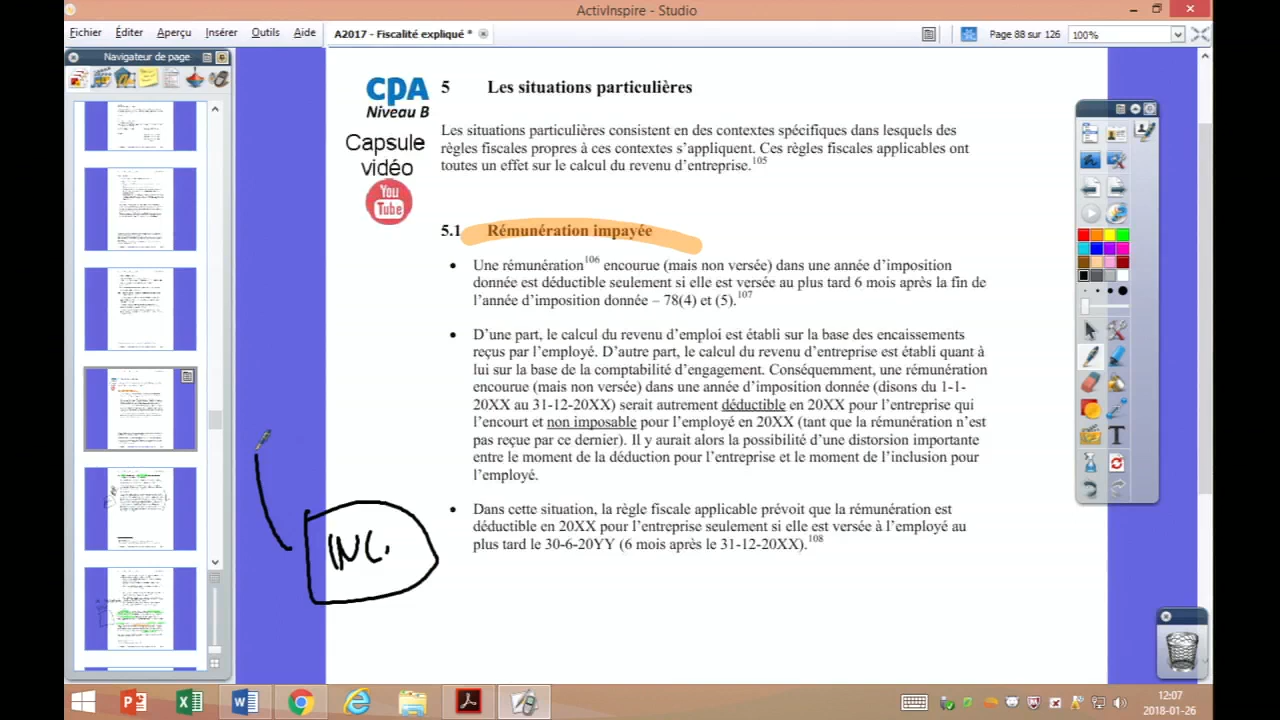 ActivInspire - Studio
Fichier Éditer Aperçu Insérer Outils Aide
A2017 - Fiscalité expliqué *
Page 88 sur 126
100%
Navigateur de page
CPA
Niveau B
Capsule
vidéo
You
Tube
5 Les situations particulières
Les situations particulières consistent en des contextes spécifiques dans lesquels des
règles fiscales propres à ces contextes s’appliquent. Ces règles fiscales applicables ont
toutes un effet sur le calcul du revenu d’entreprise.105
5.1 Rémunération impayée
• Une rémunération106 encourue (mais non versée) dans une année d’imposition
donnée est déductible seulement si elle est versée au plus tard 6 mois après la fin de
l’année d’imposition donnée – 78(4) et (5).107
• D’une part, le calcul du revenu d’emploi est établi sur la base des encaissements
reçus par l’employé. D’autre part, le calcul du revenu d’entreprise est établi quant à
lui sur la base de la comptabilité d’engagement. Conséquemment, une rémunération
encourue (mais non versée) dans une année d’imposition donnée (disons du 1-1-
20XX au 31-12-20XX) serait autrement déductible en 20XX pour l’entreprise qui
l’encourt et non imposable pour l’employé en 20XX (tant que la rémunération n’est
pas reçue par ce dernier). Il y aurait alors la possibilité d’une distorsion importante
entre le moment de la déduction pour l’entreprise et le moment de l’inclusion pour
l’employé.
• Dans cette situation, la règle fiscale applicable prévoit que la rémunération est
déductible en 20XX pour l’entreprise seulement si elle est versée à l’employé au
plus tard le 30-6-20YY (6 mois après le 31-12-20XX).108
INC.
12:07
2018-01-26